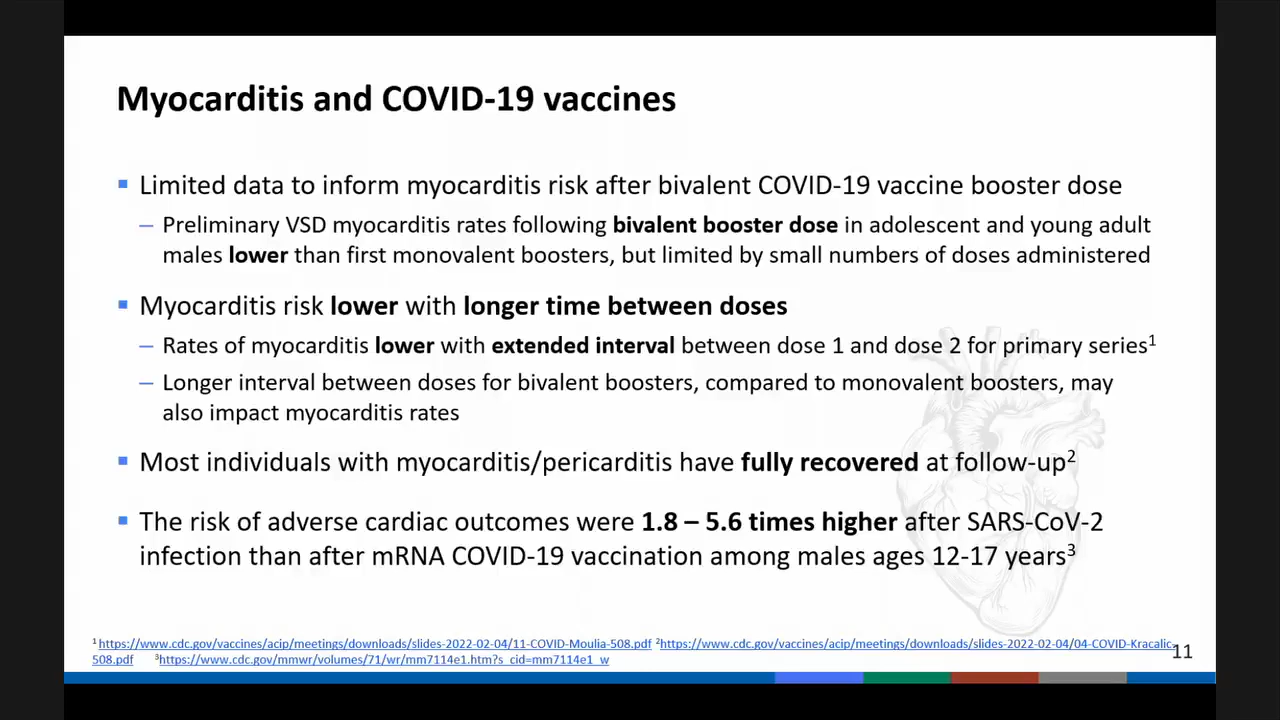 Myocarditis and COVID-19 vaccines
▪ Limited data to inform myocarditis risk after bivalent COVID-19 vaccine booster dose
– Preliminary VSD myocarditis rates following bivalent booster dose in adolescent and young adult
males lower than first monovalent boosters, but limited by small numbers of doses administered
▪ Myocarditis risk lower with longer time between doses
– Rates of myocarditis lower with extended interval between dose 1 and dose 2 for primary series¹
– Longer interval between doses for bivalent boosters, compared to monovalent boosters, may
also impact myocarditis rates
▪ Most individuals with myocarditis/pericarditis have fully recovered at follow-up²
▪ The risk of adverse cardiac outcomes were 1.8 – 5.6 times higher after SARS-CoV-2
infection than after mRNA COVID-19 vaccination among males ages 12-17 years³
¹https://www.cdc.gov/vaccines/acip/meetings/downloads/slides-2022-02-04/11-COVID-Moulia-508.pdf ²https://www.cdc.gov/vaccines/acip/meetings/downloads/slides-2022-02-04/04-COVID-Kracalic-
508.pdf ³https://www.cdc.gov/mmwr/volumes/71/wr/mm7114e1.htm?s_cid=mm7114e1_w
11